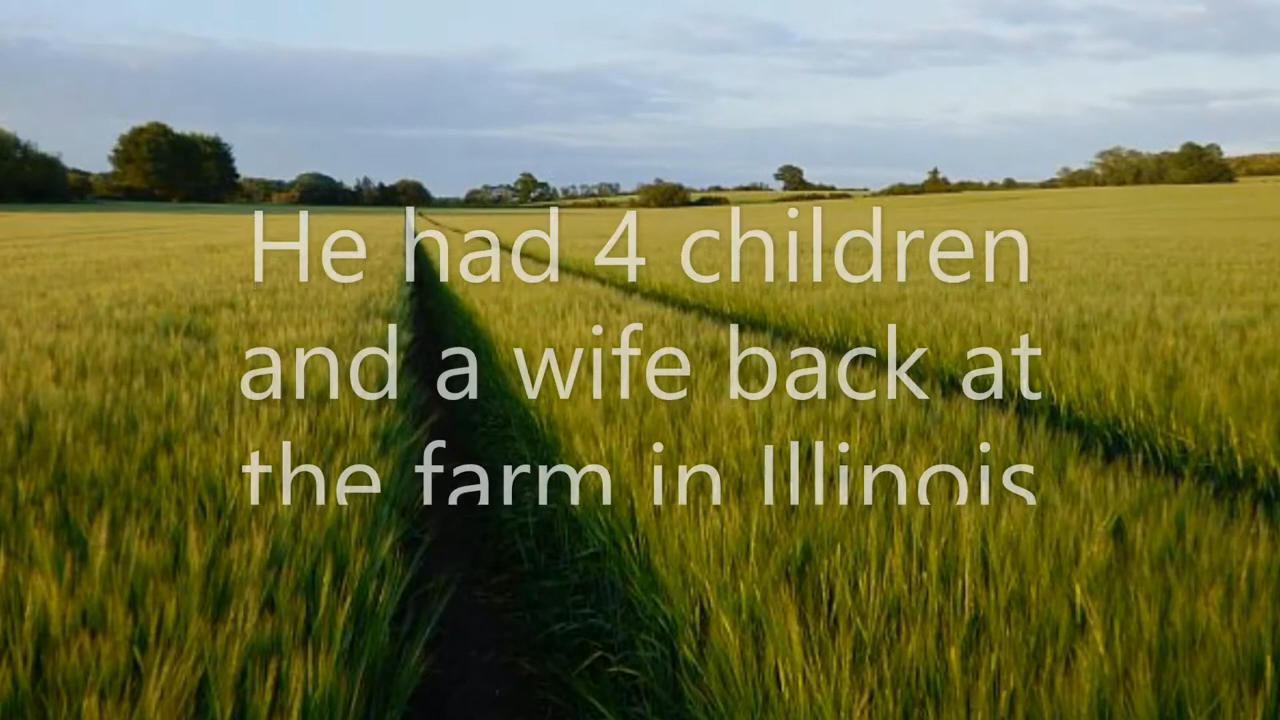 He had 4 children
and a wife back at
the farm in Illinois